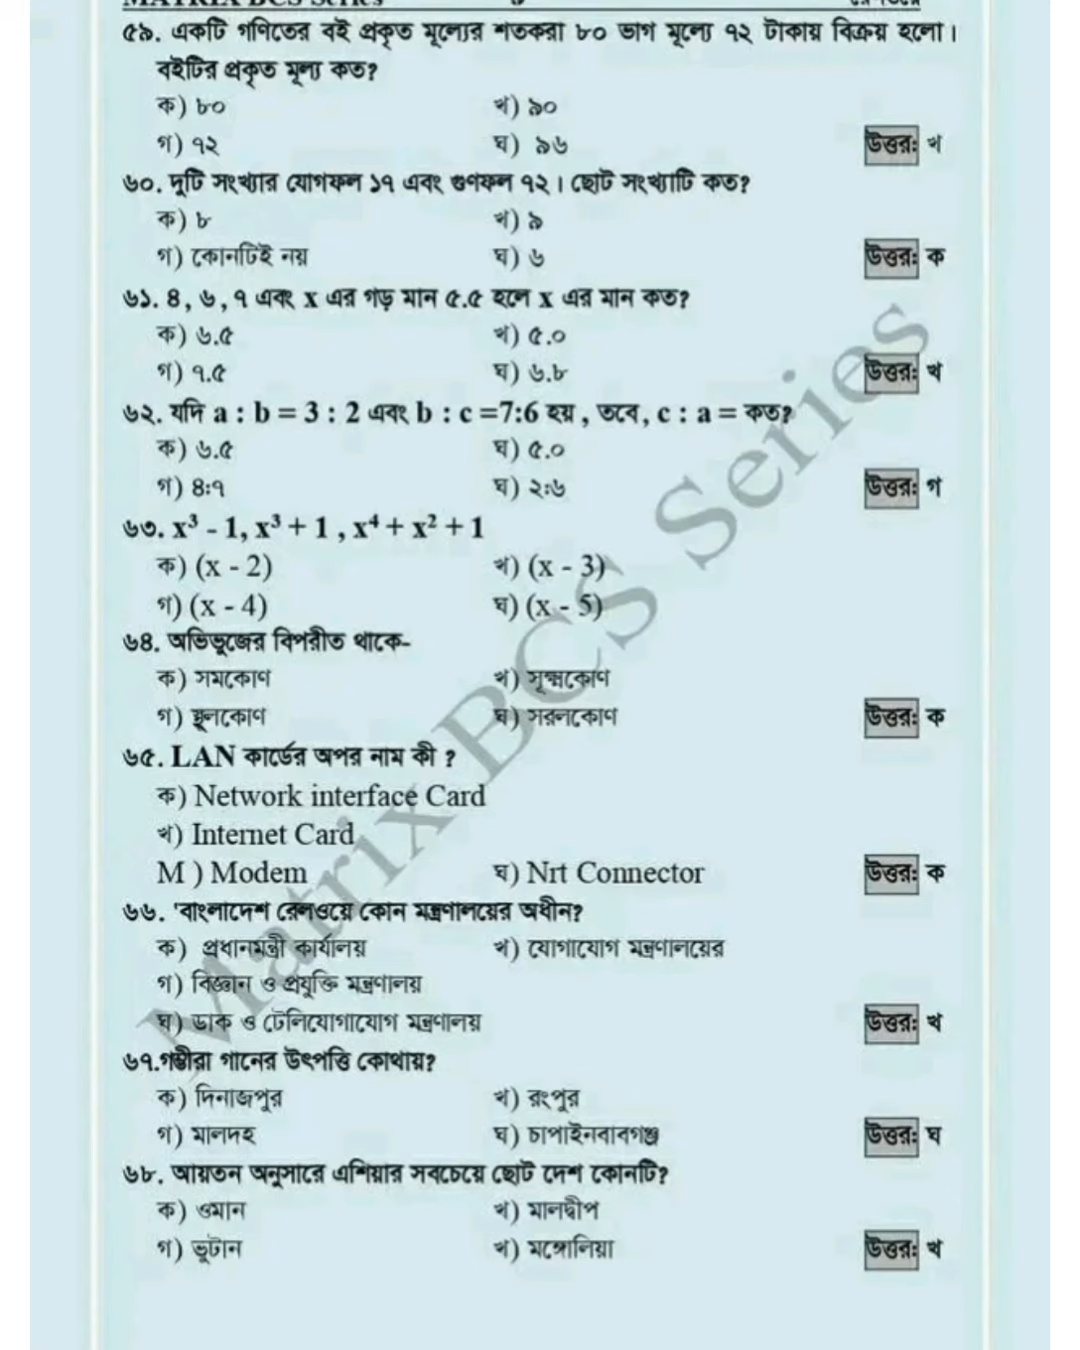 MATRIX BCS Series
৫৯. একটি গণিতের বই প্রকৃত মূল্যের শতকরা ৮০ ভাগ মূল্যে ৭২ টাকায় বিক্রয় হলো।
বইটির প্রকৃত মূল্য কত?
ক) ৮০ খ) ৯০
গ) ৭২ ঘ) ৯৬ উত্তর: খ
৬০. দুটি সংখ্যার যোগফল ১৭ এবং গুণফল ৭২। ছোট সংখ্যাটি কত?
ক) ৮ খ) ৯
গ) কোনটিই নয় ঘ) ৬ উত্তর: ক
৬১. ৪, ৬, ৭ এবং x এর গড় মান ৫.৫ হলে x এর মান কত?
ক) ৬.৫ খ) ৫.০
গ) ৭.৫ ঘ) ৬.৮ উত্তর: খ
৬২. যদি a : b = 3 : 2 এবং b : c =7:6 হয়, তবে, c : a = কত?
ক) ৬.৫ ঘ) ৫.০
গ) ৪:৭ ঘ) ২:৬ উত্তর: গ
৬৩. x³ - 1, x³ + 1 , x⁴ + x² + 1
ক) (x - 2) খ) (x - 3)
গ) (x - 4) ঘ) (x - 5)
৬৪. অতিভুজের বিপরীত থাকে-
ক) সমকোণ খ) সূক্ষ্মকোণ
গ) স্থূলকোণ ঘ) সরলকোণ উত্তর: ক
৬৫. LAN কার্ডের অপর নাম কী ?
ক) Network interface Card
খ) Internet Card
M ) Modem ঘ) Nrt Connector উত্তর: ক
৬৬. 'বাংলাদেশ রেলওয়ে কোন মন্ত্রণালয়ের অধীন?
ক) প্রধানমন্ত্রী কার্যালয় খ) যোগাযোগ মন্ত্রণালয়ের
গ) বিজ্ঞান ও প্রযুক্তি মন্ত্রণালয়
ঘ) ডাক ও টেলিযোগাযোগ মন্ত্রণালয় উত্তর: খ
৬৭.গম্ভীরা গানের উৎপত্তি কোথায়?
ক) দিনাজপুর খ) রংপুর
গ) মালদহ ঘ) চাপাইনবাবগঞ্জ উত্তর: ঘ
৬৮. আয়তন অনুসারে এশিয়ার সবচেয়ে ছোট দেশ কোনটি?
ক) ওমান খ) মালদ্বীপ
গ) ভুটান খ) মঙ্গোলিয়া উত্তর: খ
Matrix BCS Series